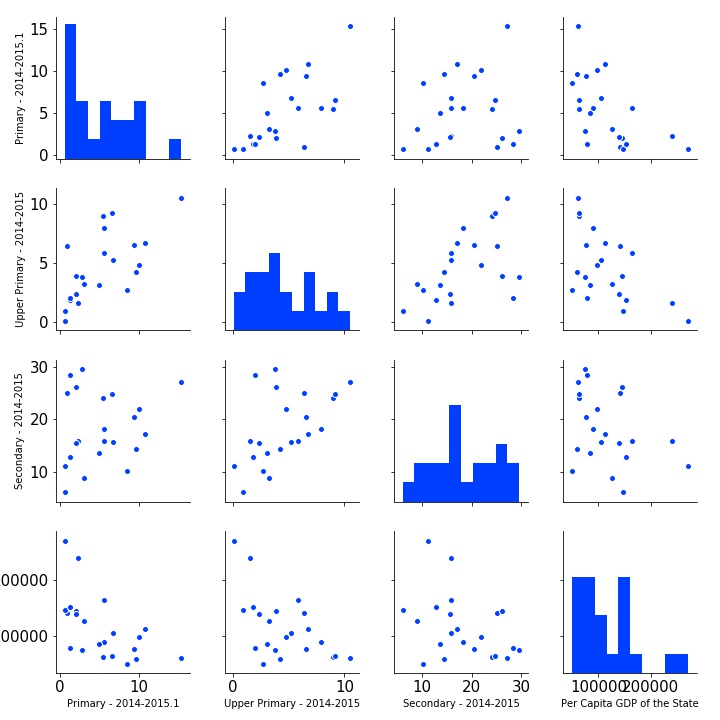 15
10
5
0
Primary - 2014-2015.1
10
5
0
Upper Primary - 2014-2015
30
20
10
Secondary - 2014-2015
00000
00000
0 10
0 10
10 20 30
100000 200000
Primary - 2014-2015.1
Upper Primary - 2014-2015
Secondary - 2014-2015
Per Capita GDP of the State